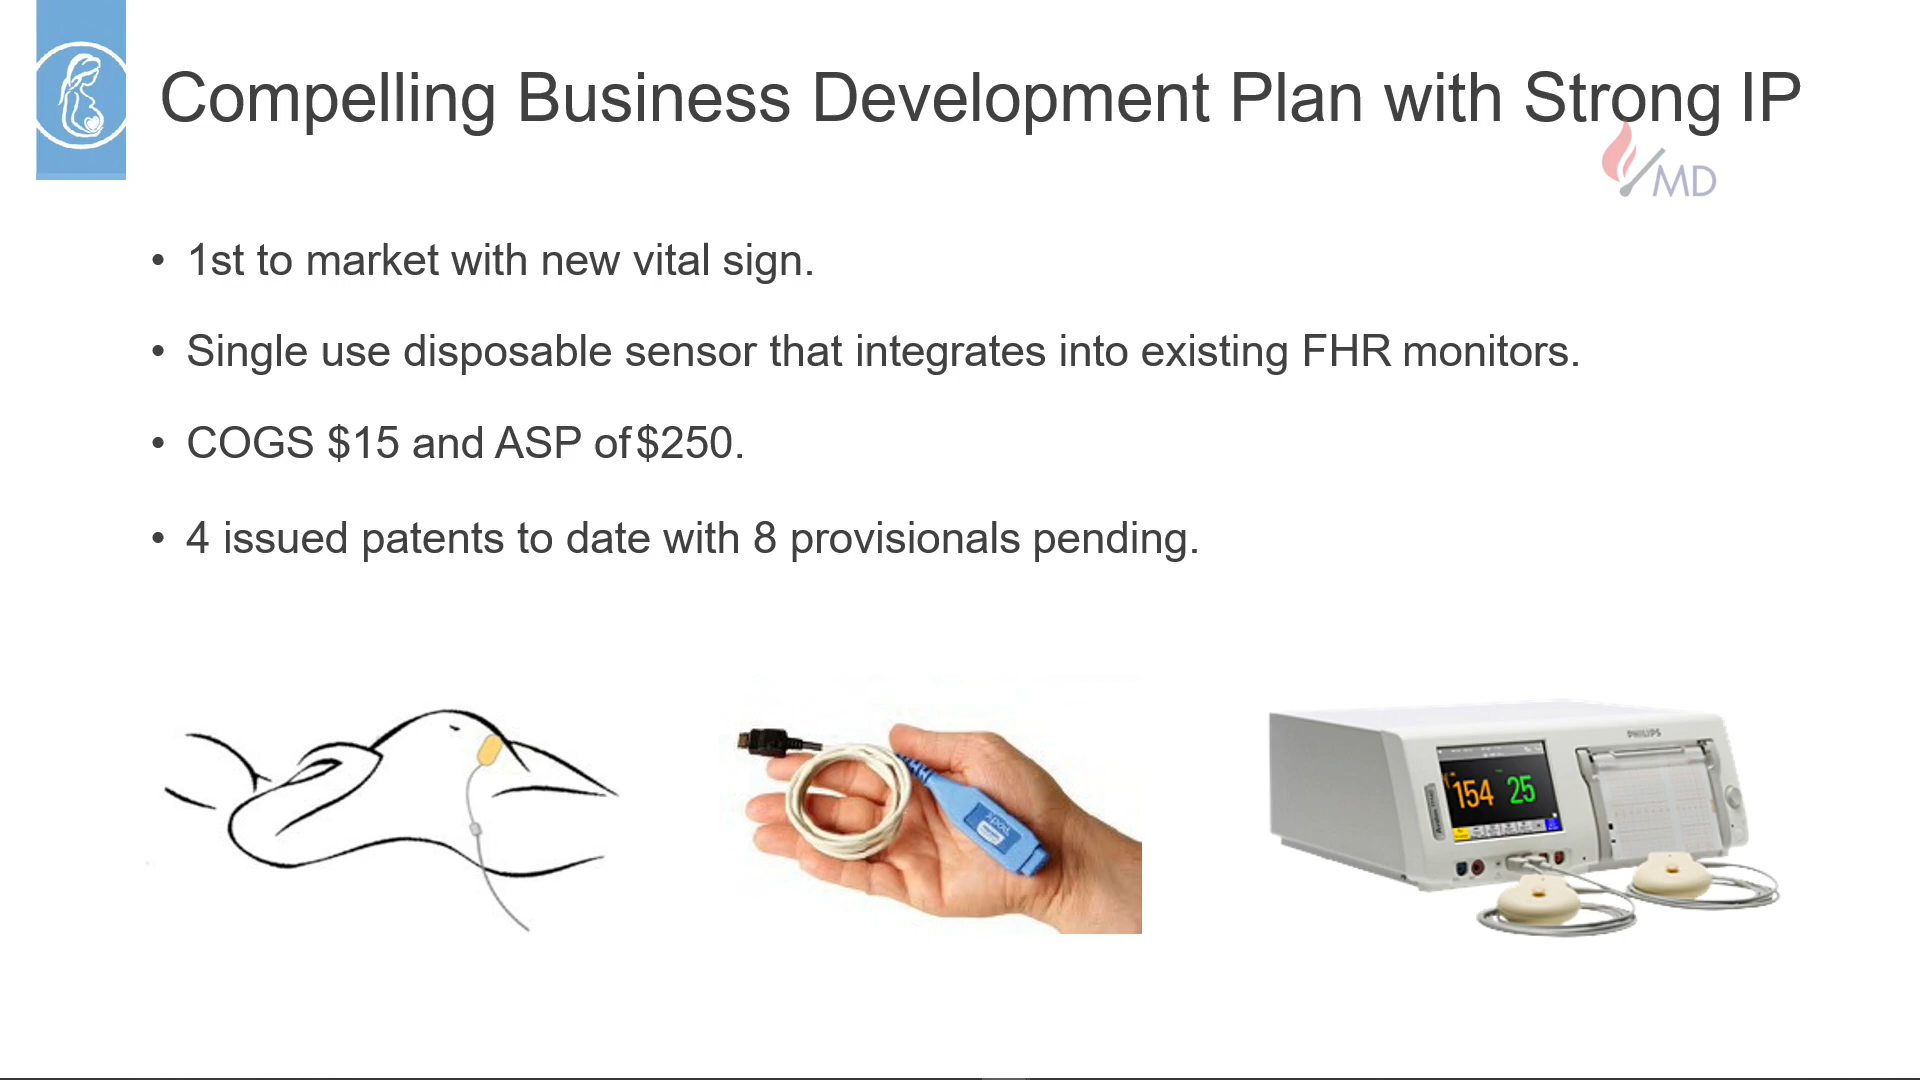 Compelling Business Development Plan with Strong IP
MD
• 1st to market with new vital sign.
• Single use disposable sensor that integrates into existing FHR monitors.
• COGS $15 and ASP of $250.
• 4 issued patents to date with 8 provisionals pending.
PHILIPS
154 25